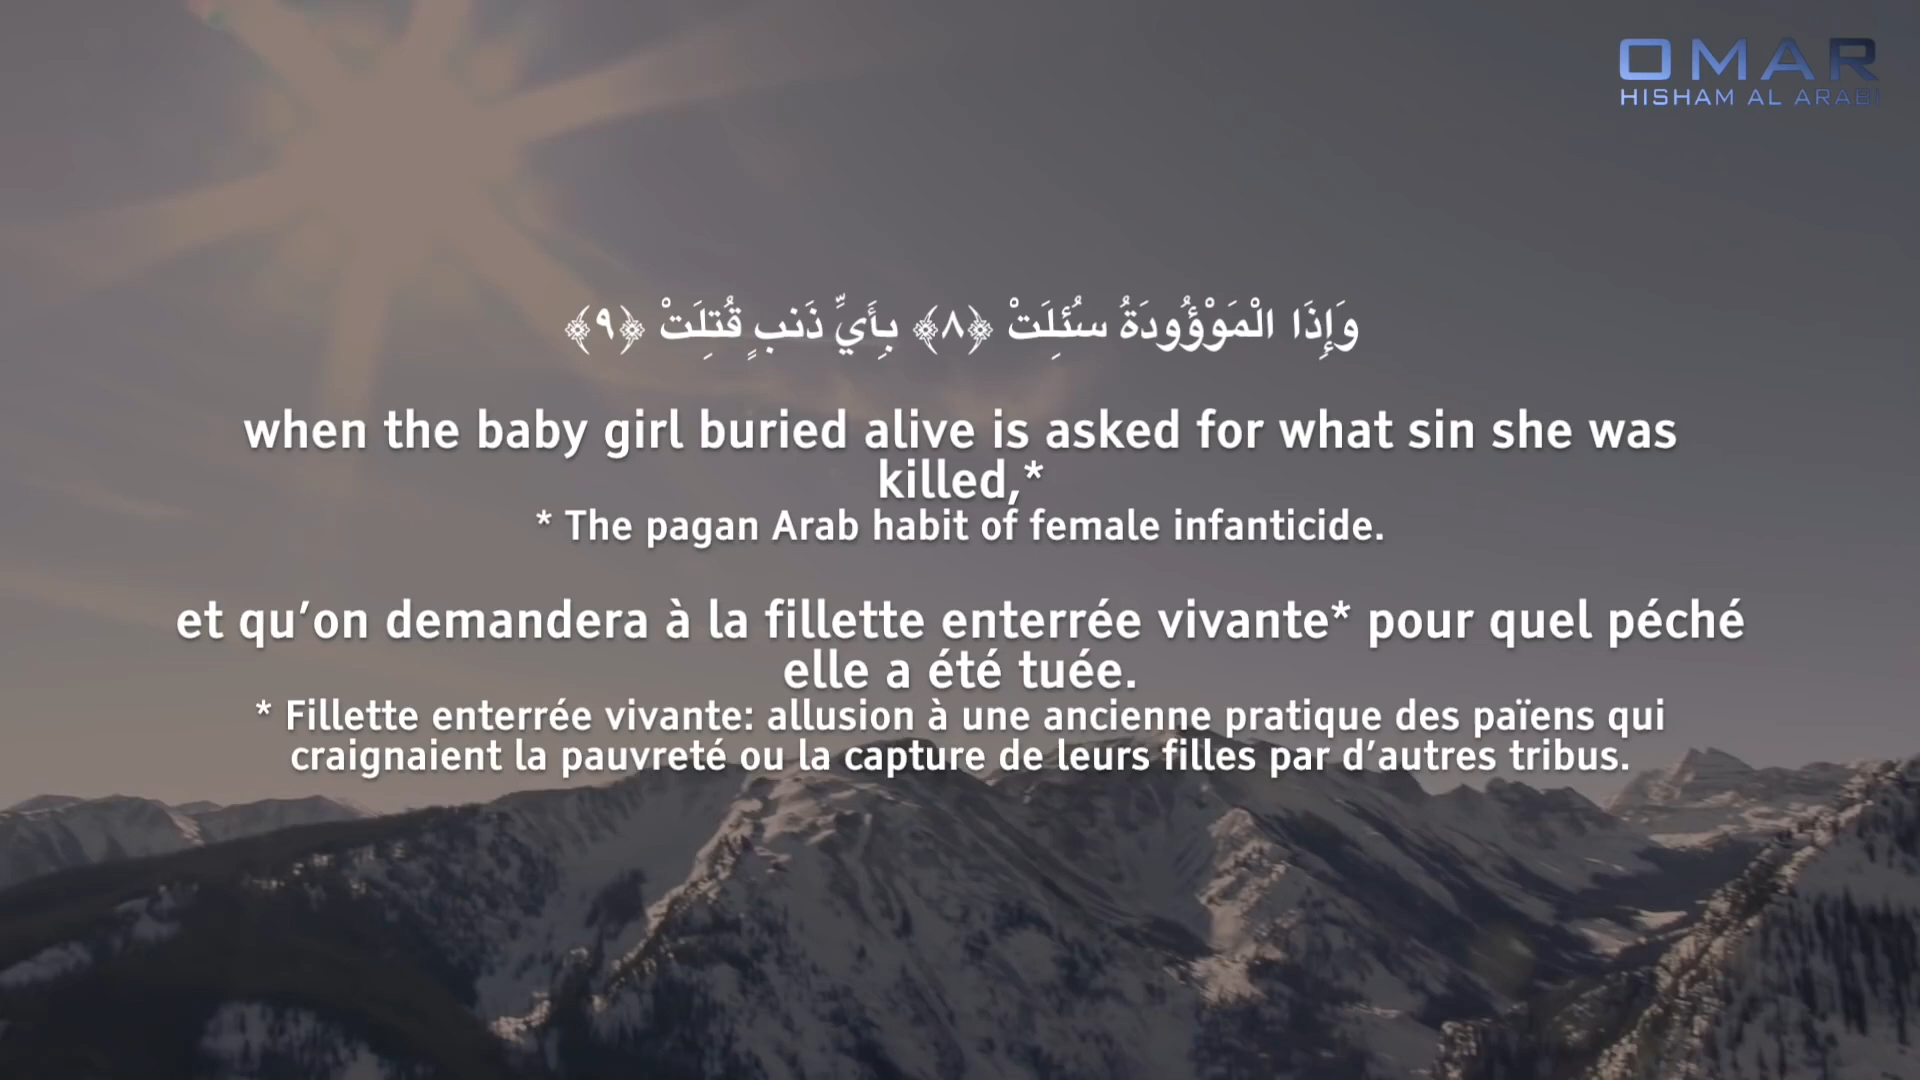 OMAR
HISHAM AL ARABI
وَإِذَا الْمَوْؤُودَةُ سُئِلَتْ ﴿٨﴾ بِأَيِّ ذَنبٍ قُتِلَتْ ﴿٩﴾
when the baby girl buried alive is asked for what sin she was
killed,*
* The pagan Arab habit of female infanticide.
et qu’on demandera à la fillette enterrée vivante* pour quel péché
elle a été tuée.
* Fillette enterrée vivante: allusion à une ancienne pratique des païens qui
craignaient la pauvreté ou la capture de leurs filles par d’autres tribus.